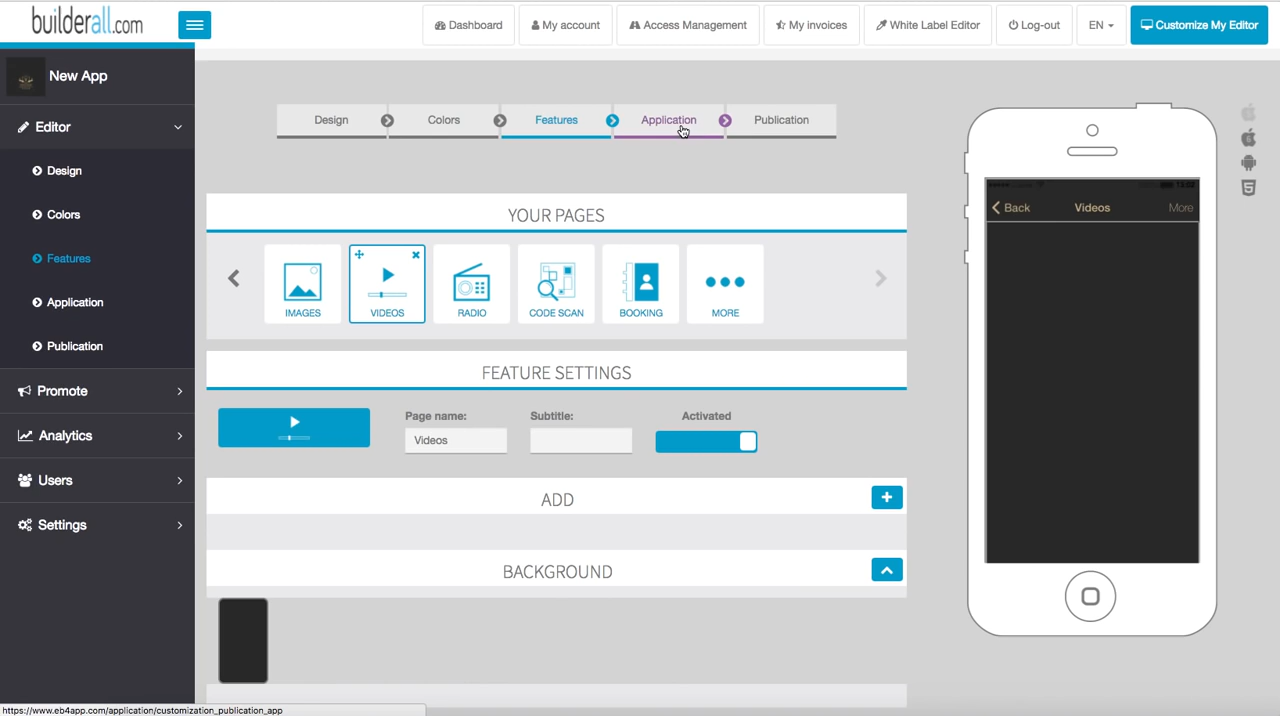 builderall.com
Dashboard
My account
Access Management
My invoices
White Label Editor
Log-out
EN
Customize My Editor
New App
Editor
Design
Colors
Features
Application
Publication
Promote
Analytics
Users
Settings
Design
Colors
Features
Application
Publication
YOUR PAGES
IMAGES
VIDEOS
RADIO
CODE SCAN
BOOKING
MORE
FEATURE SETTINGS
Page name:
Videos
Subtitle:
Activated
ADD
BACKGROUND
Back
Videos
More
https://www.eb4app.com/application/customization_publication_app